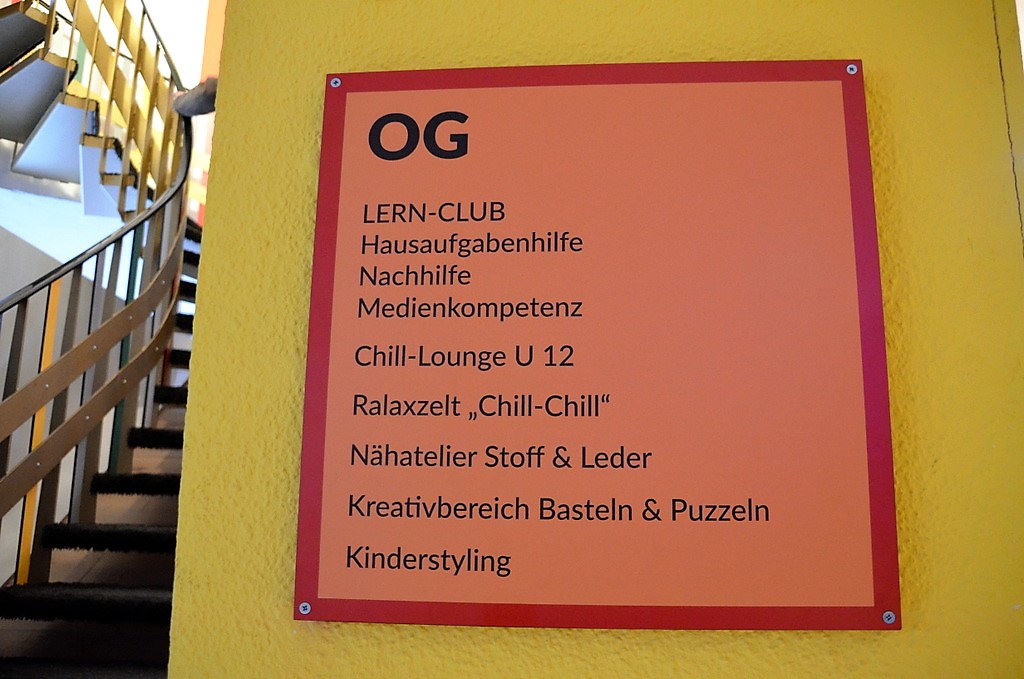 OG
LERN-CLUB
Hausaufgabenhilfe
Nachhilfe
Medienkompetenz
Chill-Lounge U 12
Ralaxzelt „Chill-Chill“
Nähatelier Stoff & Leder
Kreativbereich Basteln & Puzzeln
Kinderstyling